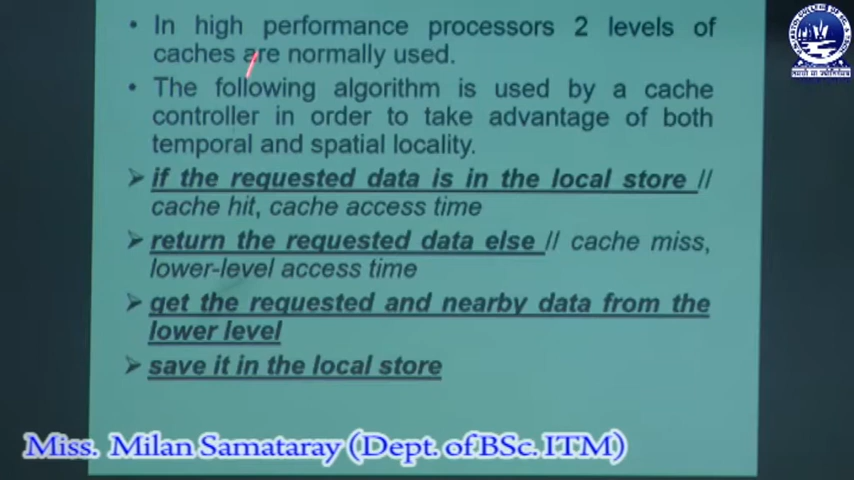 • In high performance processors 2 levels of
caches are normally used.
• The following algorithm is used by a cache
controller in order to take advantage of both
temporal and spatial locality.
➢ if the requested data is in the local store //
cache hit, cache access time
➢ return the requested data else // cache miss,
lower-level access time
➢ get the requested and nearby data from the
lower level
➢ save it in the local store
Miss. Milan Samataray (Dept. of BSc. ITM)